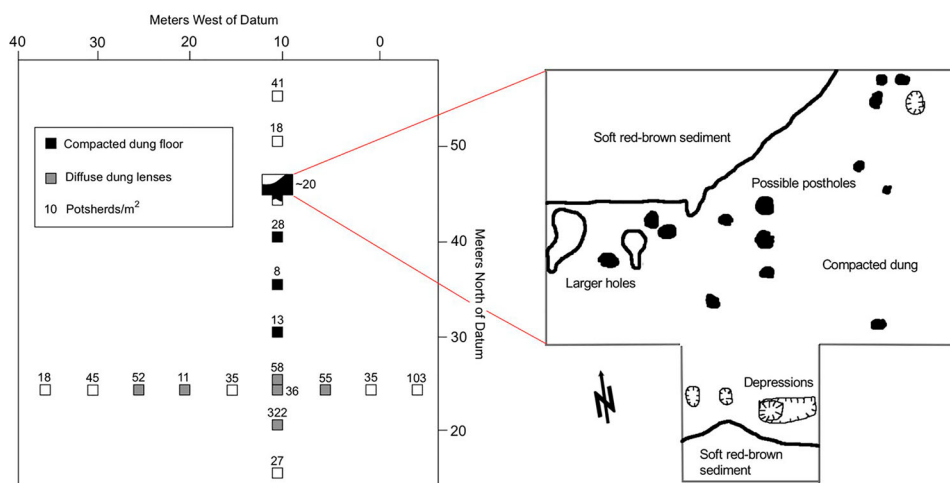 Meters West of Datum
40 30 20 10 0
41
18
50
Compacted dung floor
Diffuse dung lenses
10 Potsherds/m²
~20
28
40
8
13
30
Meters North of Datum
58
18 45 52 11 35 36 55 35 103
322
20
27
Soft red-brown sediment
Possible postholes
Compacted dung
Larger holes
N
Depressions
Soft red-brown
sediment